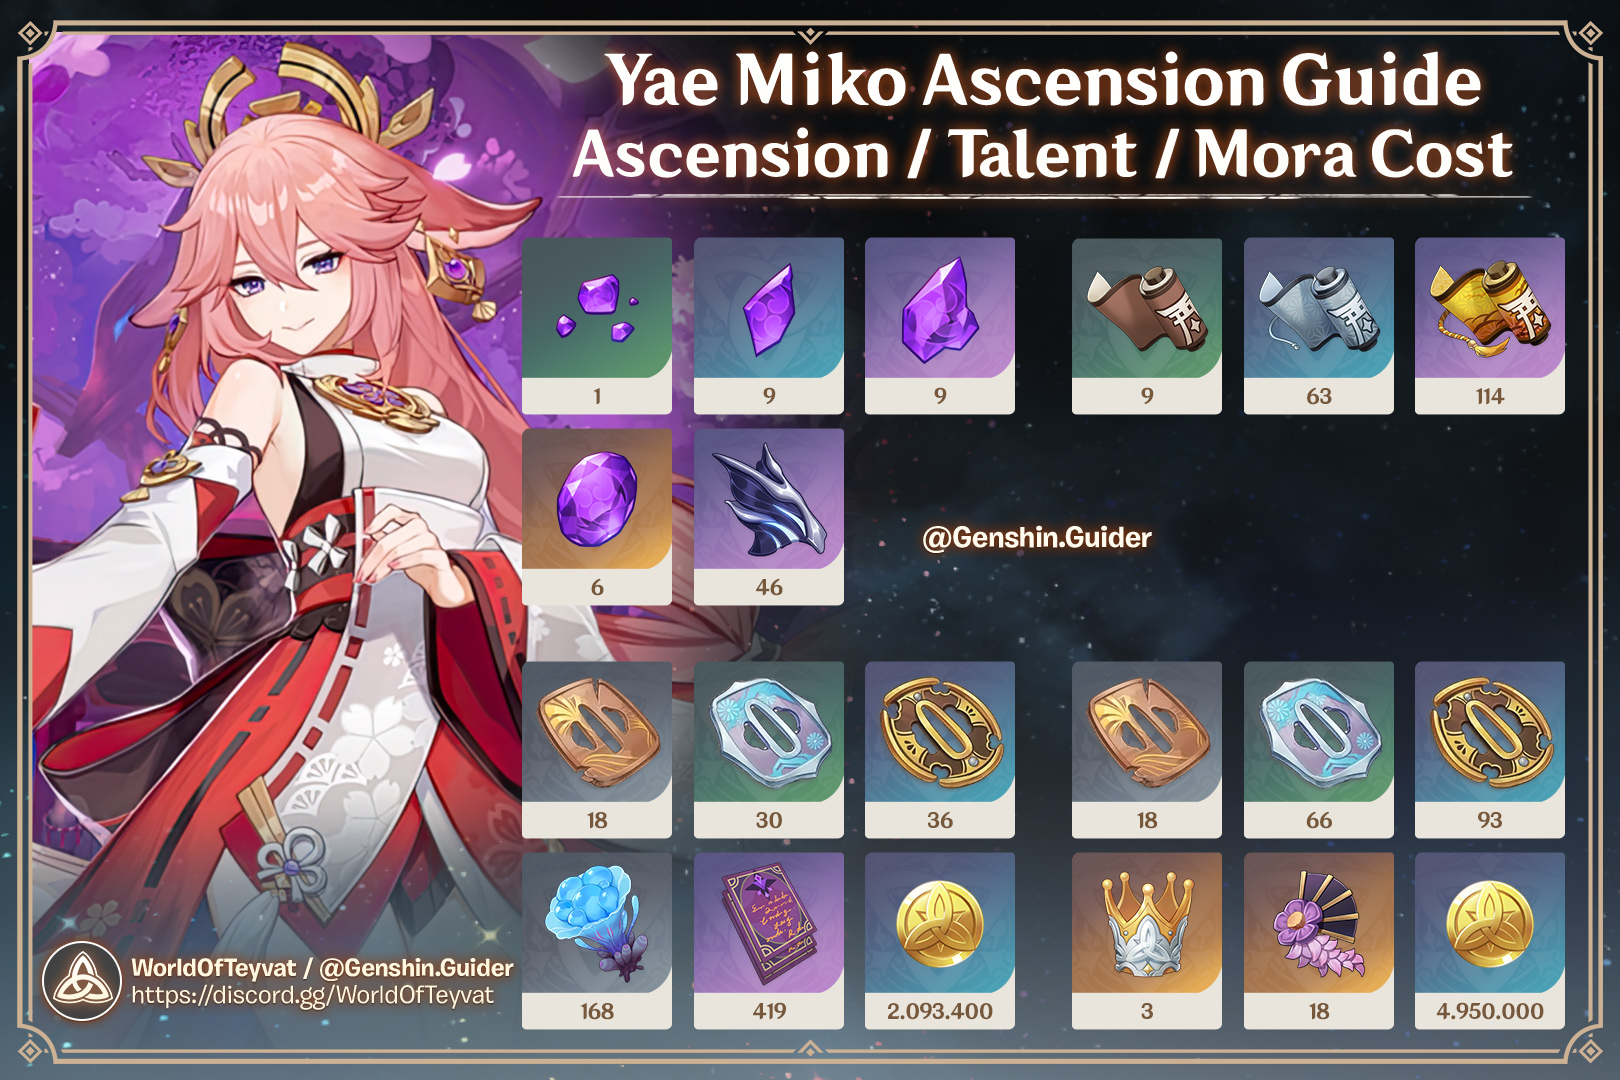 Yae Miko Ascension Guide
Ascension / Talent / Mora Cost
1 9 9 9 63 114
6 46
@Genshin.Guider
18 30 36 18 66 93
168 419 2.093.400 3 18 4.950.000
WorldOfTeyvat / @Genshin.Guider
https://discord.gg/WorldOfTeyvat